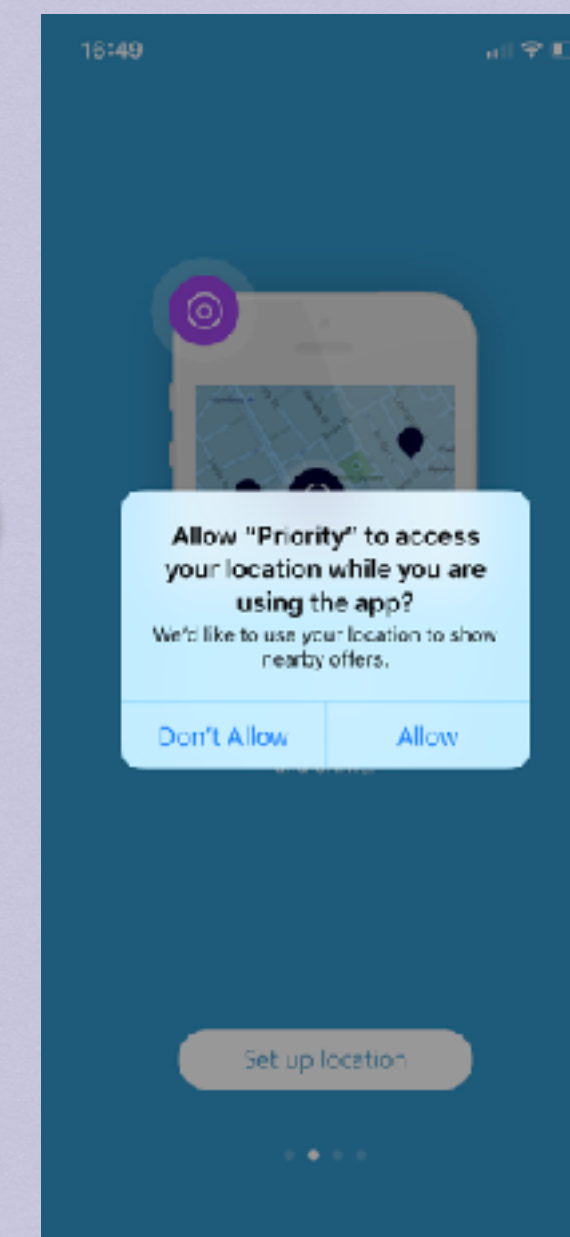 16:49
Allow "Priority" to access
your location while you are
using the app?
We'd like to use your location to show
nearby offers.
Don't Allow
Allow
Set up location